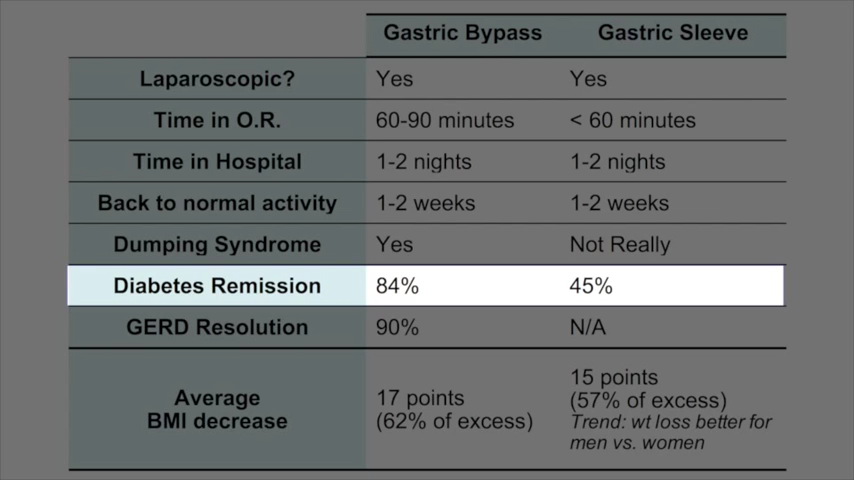 Gastric Bypass Gastric Sleeve
Laparoscopic? Yes Yes
Time in O.R. 60-90 minutes < 60 minutes
Time in Hospital 1-2 nights 1-2 nights
Back to normal activity 1-2 weeks 1-2 weeks
Dumping Syndrome Yes Not Really
Diabetes Remission 84% 45%
GERD Resolution 90% N/A
Average
BMI decrease
17 points
(62% of excess)
15 points
(57% of excess)
Trend: wt loss better for
men vs. women